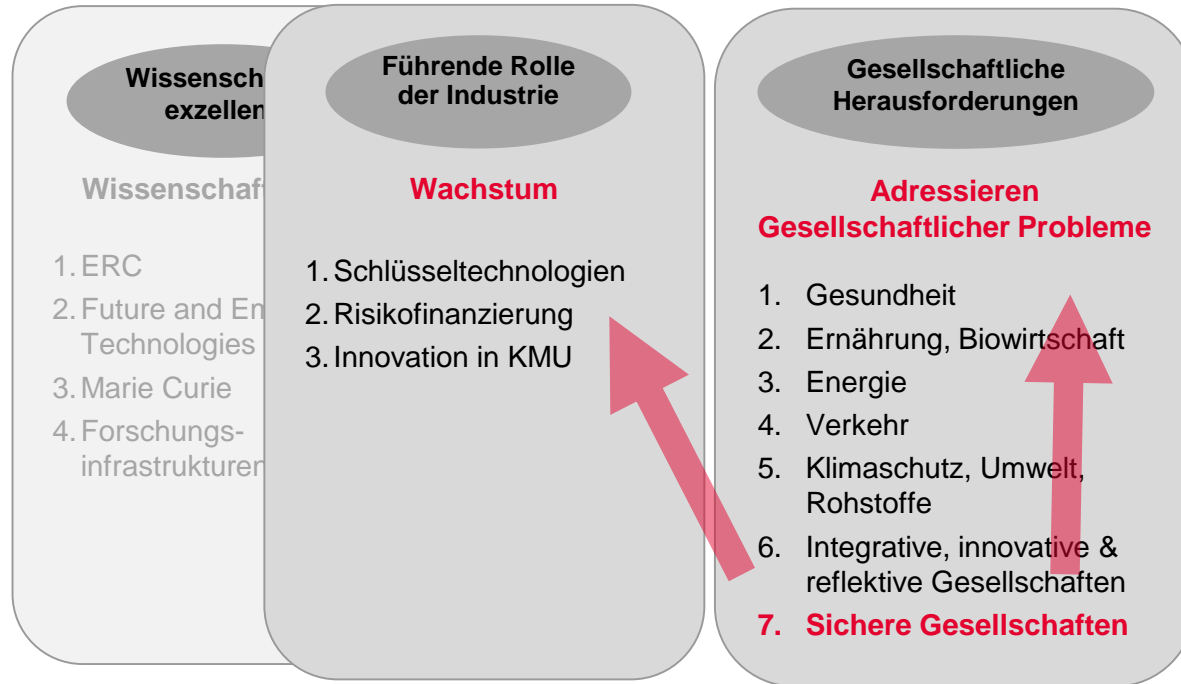 Wissensch
exzellen
Wissenschaf
1. ERC
2. Future and En
Technologies
3. Marie Curie
4. Forschungs-
infrastrukturen
Führende Rolle
der Industrie
Wachstum
1. Schlüsseltechnologien
2. Risikofinanzierung
3. Innovation in KMU
Gesellschaftliche
Herausforderungen
Adressieren
Gesellschaftlicher Probleme
1. Gesundheit
2. Ernährung, Biowirtschaft
3. Energie
4. Verkehr
5. Klimaschutz, Umwelt,
Rohstoffe
6. Integrative, innovative &
reflektive Gesellschaften
7. Sichere Gesellschaften